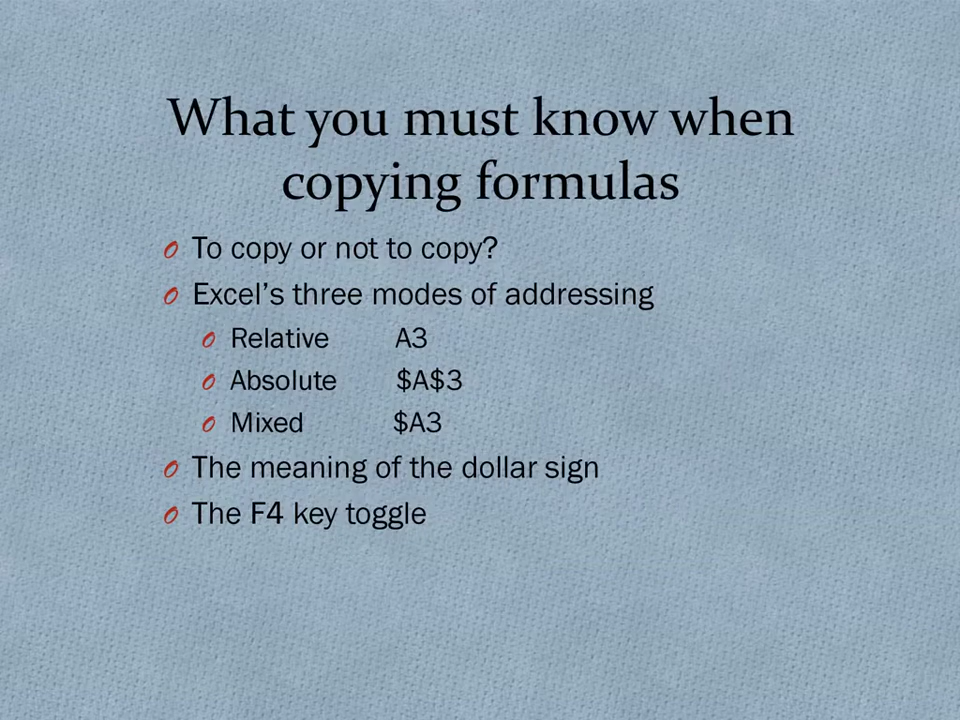 What you must know when
copying formulas
To copy or not to copy?
Excel’s three modes of addressing
Relative A3
Absolute $A$3
Mixed $A3
The meaning of the dollar sign
The F4 key toggle